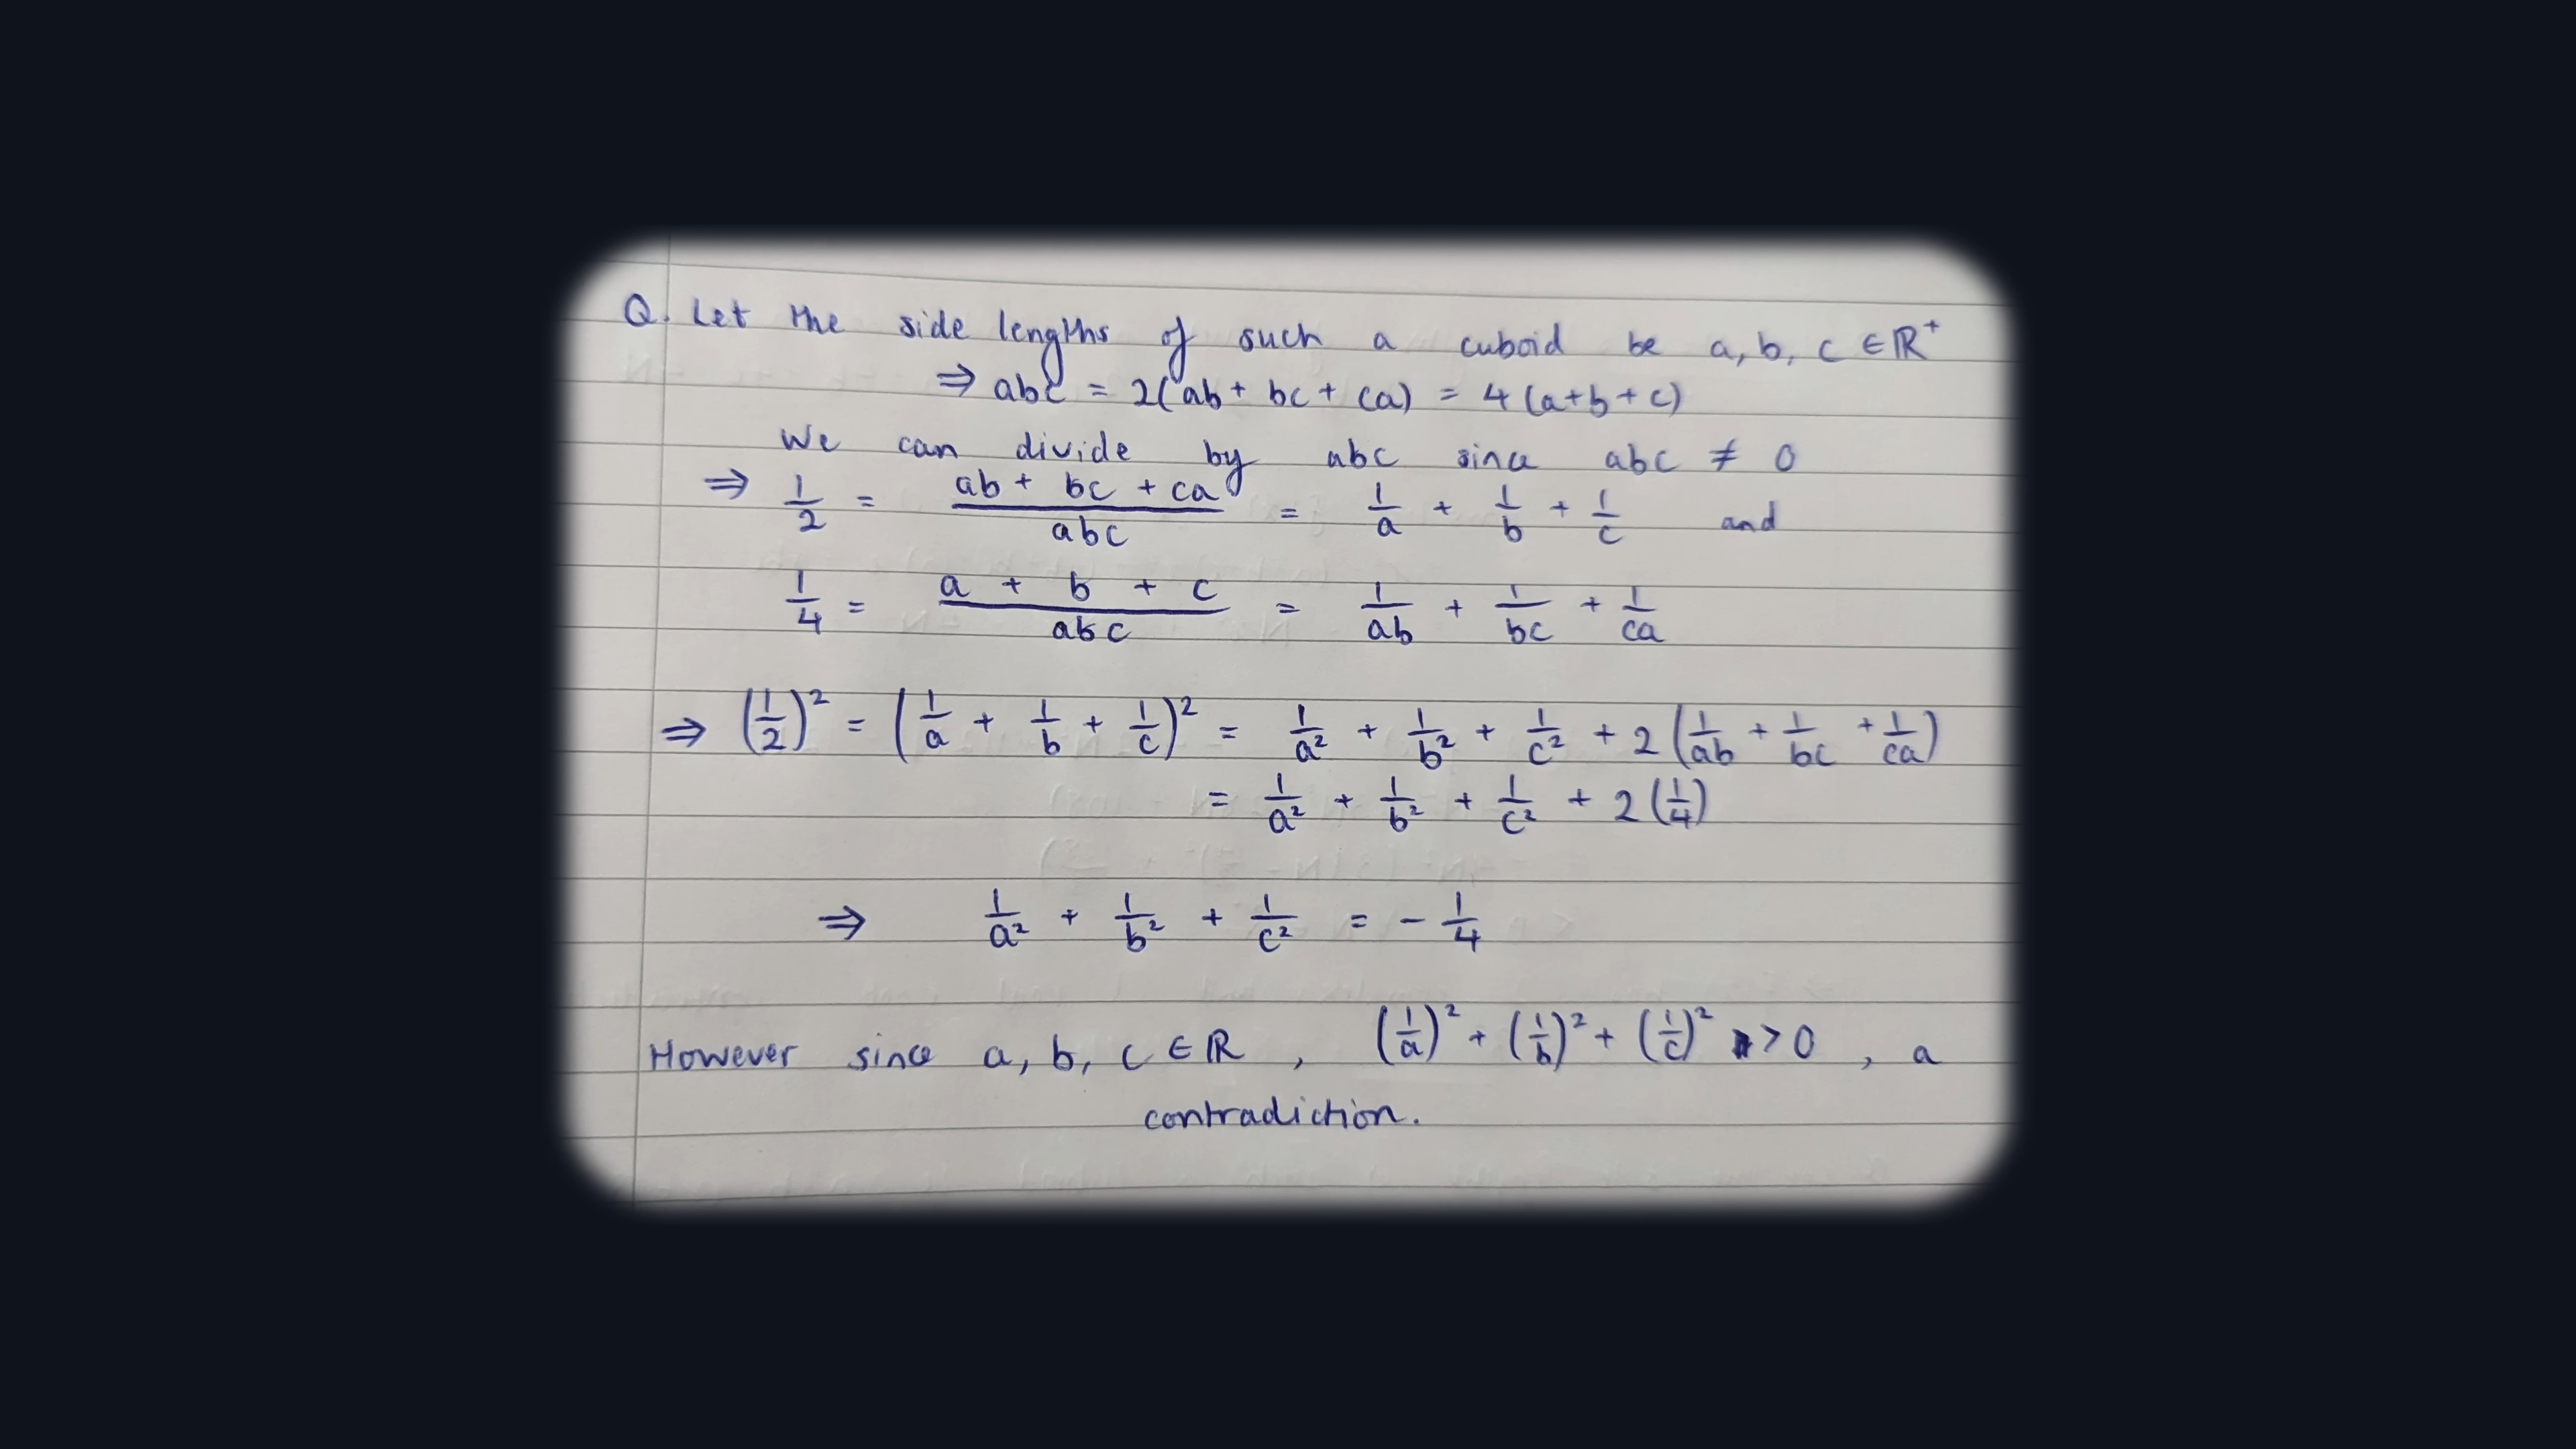 Q. Let the side lengths of such a cuboid be a, b, c ∈ ℝ⁺
⇒ abc = 2(ab + bc + ca) = 4(a+b+c)
We can divide by abc since abc ≠ 0
⇒ 1/2 = (ab + bc + ca)/abc = 1/a + 1/b + 1/c and
1/4 = (a + b + c)/abc = 1/ab + 1/bc + 1/ca
⇒ (1/2)² = (1/a + 1/b + 1/c)² = 1/a² + 1/b² + 1/c² + 2(1/ab + 1/bc + 1/ca)
= 1/a² + 1/b² + 1/c² + 2(1/4)
⇒ 1/a² + 1/b² + 1/c² = - 1/4
However since a, b, c ∈ ℝ, (1/a)² + (1/b)² + (1/c)² > 0, a
contradiction.